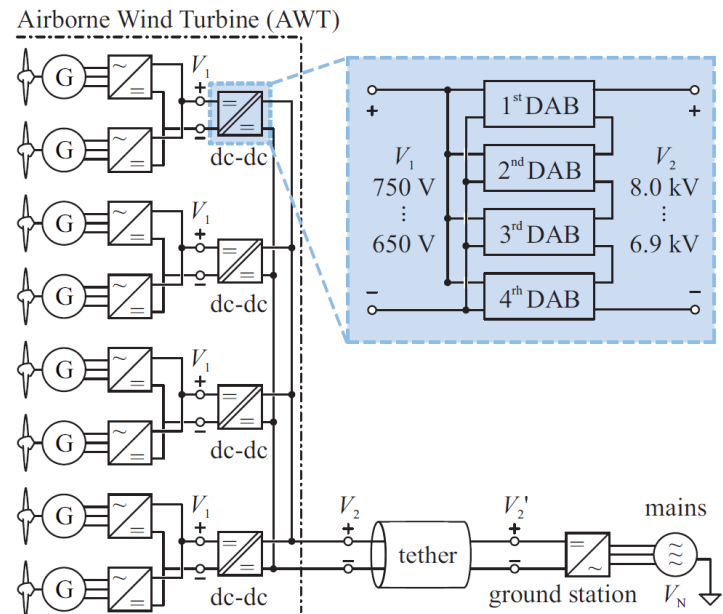 Airborne Wind Turbine (AWT)
G
~
=
V1
+
−
=
=
dc-dc
G
~
=
G
~
=
V1
+
−
=
=
dc-dc
G
~
=
G
~
=
V1
+
−
=
=
dc-dc
G
~
=
G
~
=
V1
+
−
=
=
dc-dc
G
~
=
+
−
V1
750 V
⋮
650 V
1st DAB
2nd DAB
3rd DAB
4rh DAB
+
−
V2
8.0 kV
⋮
6.9 kV
V2
+
−
tether
V2'
+
−
=
~
ground station
mains
≈
~
VN